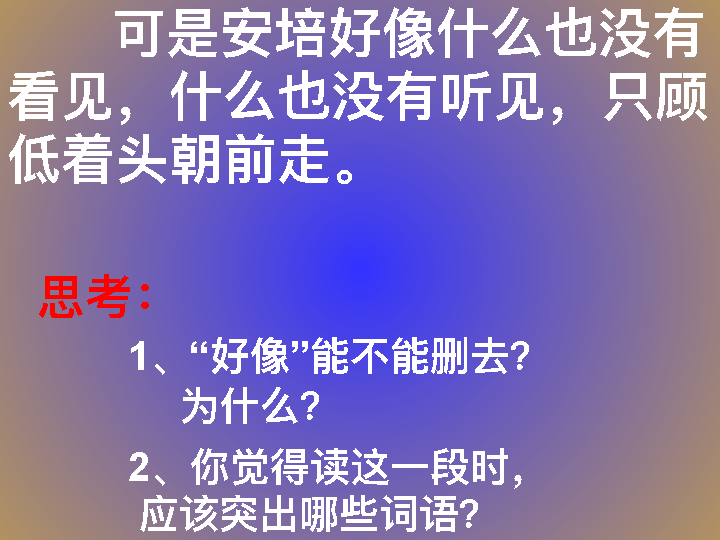 可是安培好像什么也没有
看见，什么也没有听见，只顾
低着头朝前走。
思考：
1、“好像”能不能删去？
为什么？
2、你觉得读这一段时，
应该突出哪些词语？